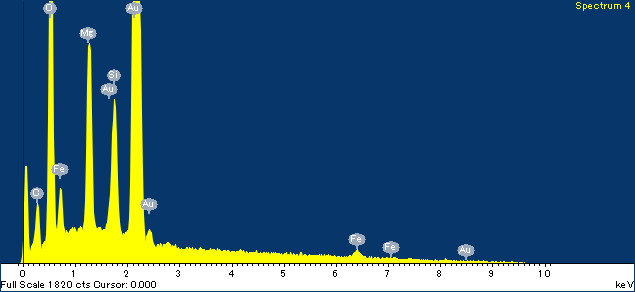 Spectrum 4
O Au
Mg
Si
Au
Fe
C Au
Fe Fe Au
0 1 2 3 4 5 6 7 8 9 10
Full Scale 1820 cts Cursor: 0.000 keV